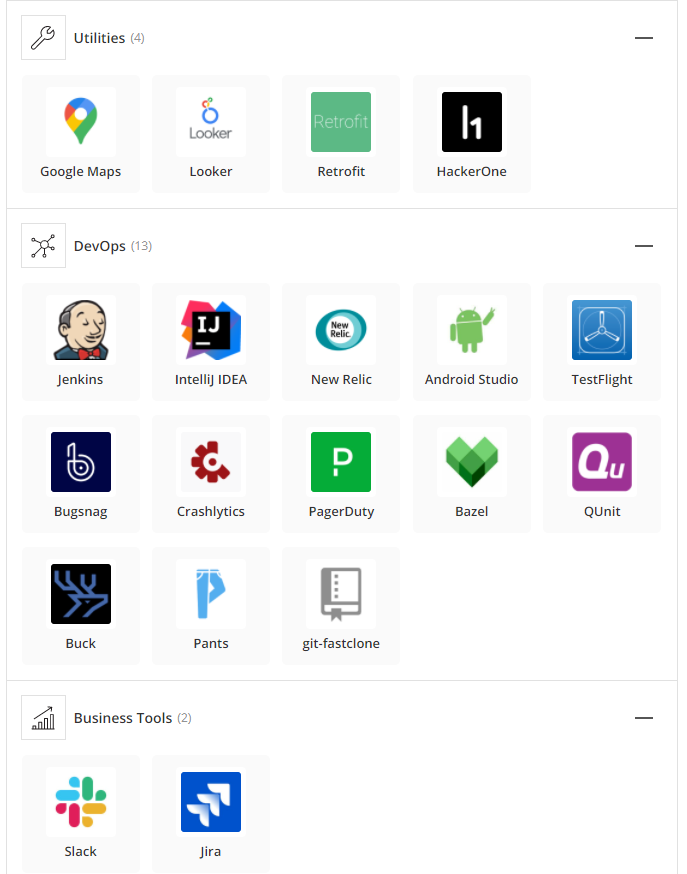 Utilities (4)
Looker
Retrofit
Google Maps Looker Retrofit HackerOne
DevOps (13)
IJ
New
Relic.
Jenkins IntelliJ IDEA New Relic Android Studio TestFlight
P
Qu
Bugsnag Crashlytics PagerDuty Bazel QUnit
Buck Pants git-fastclone
Business Tools (2)
Slack Jira